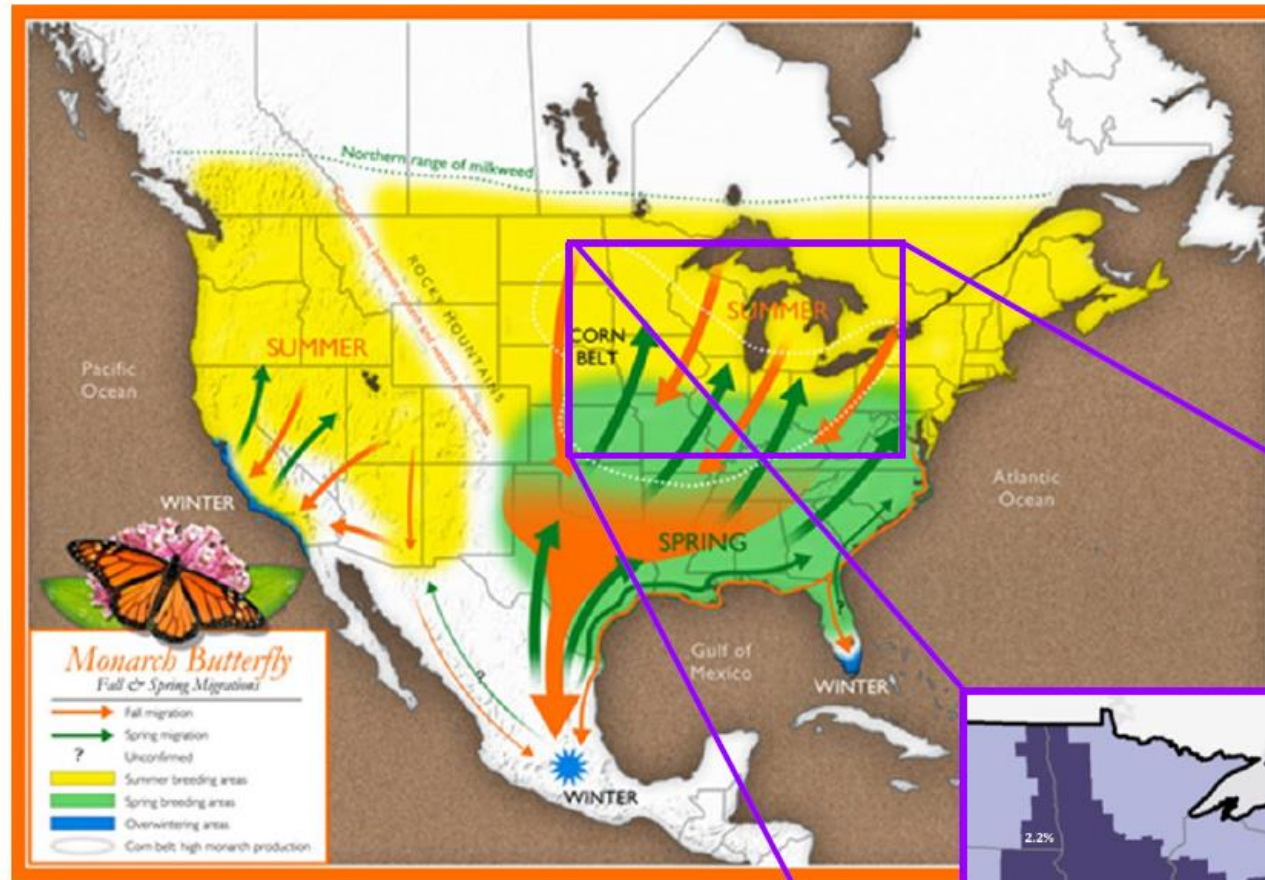 Northern range of milkweed
ROCKY MOUNTAINS
SUMMER
SUMMER
CORN
BELT
Pacific
Ocean
WINTER
Atlantic
Ocean
SPRING
Gulf of
Mexico
WINTER
WINTER
?
Monarch Butterfly
Fall & Spring Migrations
Fall migration
Spring migration
? Unconfirmed
Summer breeding areas
Spring breeding areas
Overwintering areas
Corn belt: high monarch production
2.2%